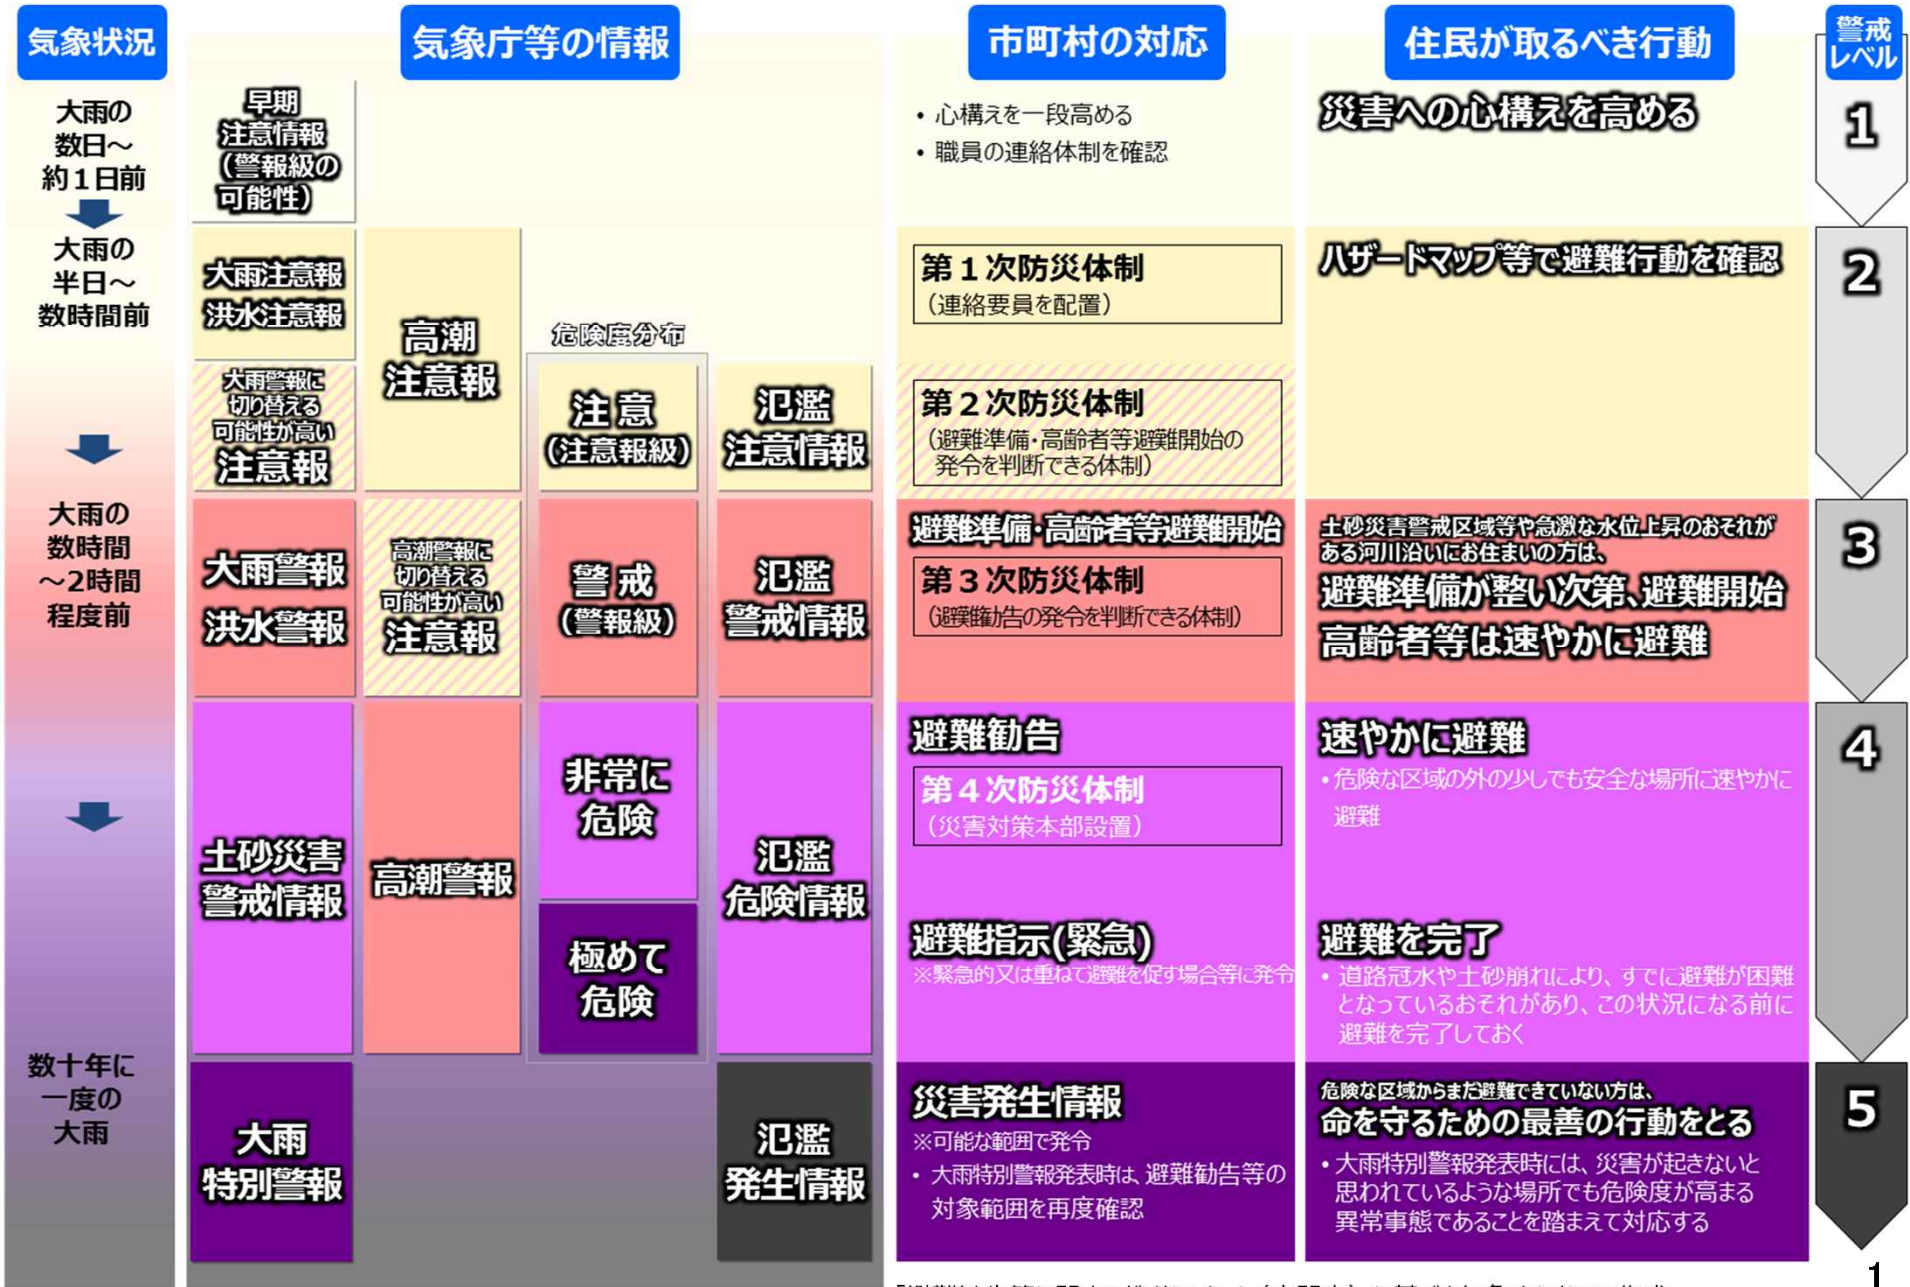 気象状況
気象庁等の情報
市町村の対応
住民が取るべき行動
警戒
レベル
大雨の
数日～
約１日前
早期
注意情報
（警報級の
可能性）
• 心構えを一段高める
• 職員の連絡体制を確認
災害への心構えを高める
1
大雨の
半日～
数時間前
大雨注意報
洪水注意報
高潮
注意報
危険度分布
第１次防災体制
（連絡要員を配置）
ハザードマップ等で避難行動を確認
2
大雨警報に
切り替える
可能性が高い
注意報
注意
（注意報級）
氾濫
注意情報
第２次防災体制
（避難準備・高齢者等避難開始の
発令を判断できる体制）
大雨の
数時間
～2時間
程度前
大雨警報
洪水警報
高潮警報に
切り替える
可能性が高い
注意報
警戒
（警報級）
氾濫
警戒情報
避難準備・高齢者等避難開始
第３次防災体制
（避難勧告の発令を判断できる体制）
土砂災害警戒区域等や急激な水位上昇のおそれが
ある河川沿いにお住まいの方は、
避難準備が整い次第、避難開始
高齢者等は速やかに避難
3
土砂災害
警戒情報
高潮警報
非常に
危険
極めて
危険
氾濫
危険情報
避難勧告
第４次防災体制
（災害対策本部設置）
避難指示(緊急)
※緊急的又は重ねて避難を促す場合等に発令
速やかに避難
• 危険な区域の外の少しでも安全な場所に速やかに
避難
避難を完了
• 道路冠水や土砂崩れにより、すでに避難が困難
となっているおそれがあり、この状況になる前に
避難を完了しておく
4
数十年に
一度の
大雨
大雨
特別警報
氾濫
発生情報
災害発生情報
※可能な範囲で発令
• 大雨特別警報発表時は、避難勧告等の
対象範囲を再度確認
危険な区域からまだ避難できていない方は、
命を守るための最善の行動をとる
• 大雨特別警報発表時には、災害が起きないと
思われているような場所でも危険度が高まる
異常事態であることを踏まえて対応する
5
1